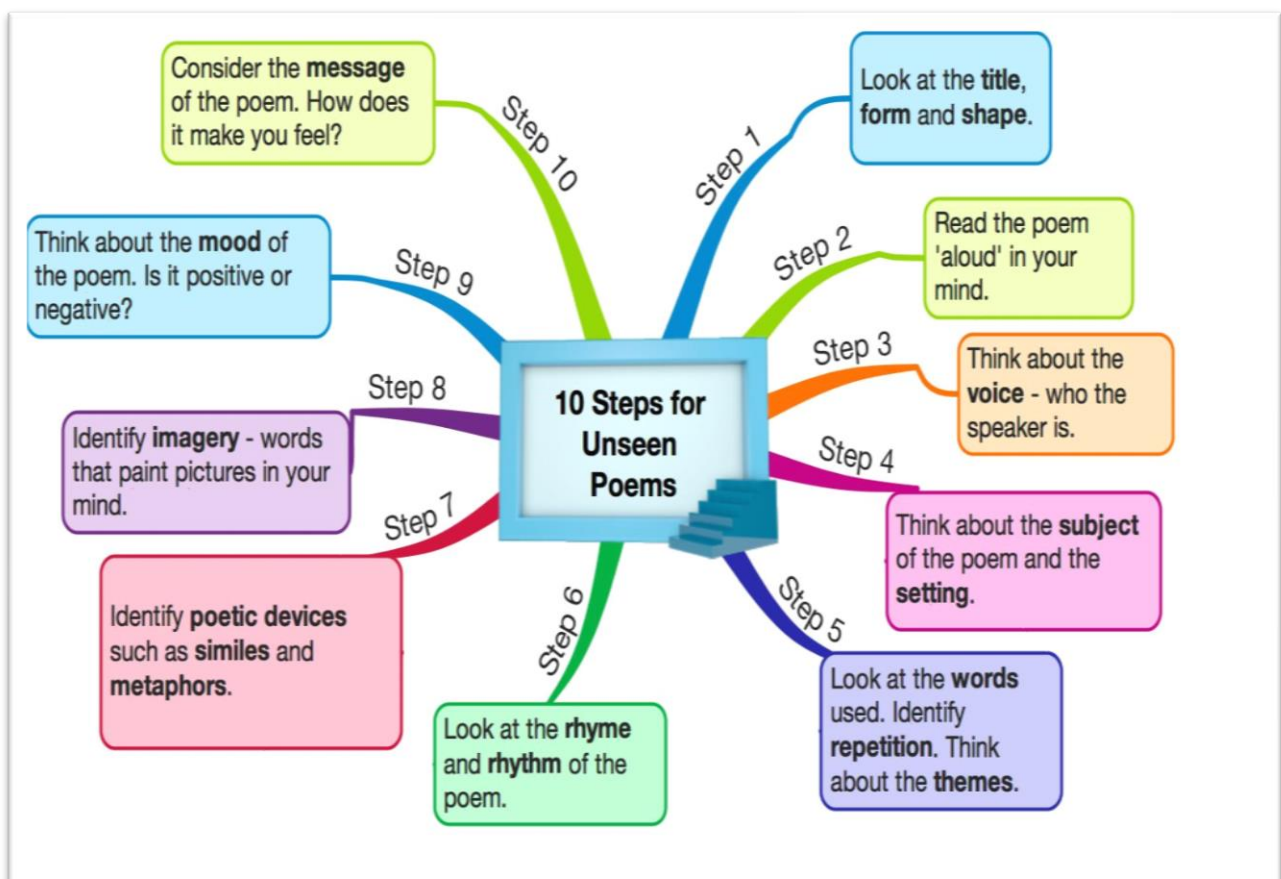 10 Steps for
Unseen
Poems
Step 1
Look at the title,
form and shape.
Step 2
Read the poem
'aloud' in your
mind.
Step 3
Think about the
voice - who the
speaker is.
Step 4
Think about the subject
of the poem and the
setting.
Step 5
Look at the words
used. Identify
repetition. Think
about the themes.
Step 6
Look at the rhyme
and rhythm of the
poem.
Step 7
Identify poetic devices
such as similes and
metaphors.
Step 8
Identify imagery - words
that paint pictures in your
mind.
Step 9
Think about the mood of
the poem. Is it positive or
negative?
Step 10
Consider the message
of the poem. How does
it make you feel?